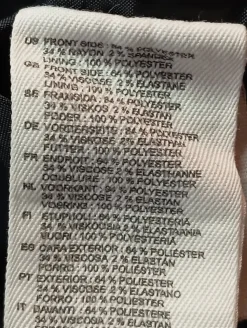 US FRONT SIDE : 64 % POLYESTER
34 % RAYON 2 % SPANDEX
LINING : 100 % POLYESTER
GB FRONT SIDE : 64 % POLYESTER
34 % VISCOSE 2 % ELASTANE
LINING : 100 % POLYESTER
SE FRAMSIDA : 64 % POLYESTER
34 % VISKOS 2 % ELASTAN
FODER : 100 % POLYESTER
DE VORDERSEITE : 64 % POLYESTER
34 % VISKOSE 2 % ELASTHAN
FUTTER : 100 % POLYESTER
FR ENDROIT : 64 % POLYESTER
34 % VISCOSE 2 % ELASTHANNE
DOUBLURE : 100 % POLYESTER
NL VOORKANT : 64 % POLYESTER
34 % VISCOSE 2 % ELASTAAN
VOERING : 100 % POLYESTER
FI ETUPUOLI : 64 % POLYESTERIA
34 % VISKOOSIA 2 % ELASTAANIA
VUORI : 100 % POLYESTERIA
ES CARA EXTERIOR : 64 % POLIÉSTER
34 % VISCOSA 2 % ELASTÁN
FORRO : 100 % POLIÉSTER
PT EXTERIOR : 64 % POLIÉSTER
34 % VISCOSE 2 % ELASTANO
FORRO : 100 % POLIÉSTER
IT DAVANTI : 64 % POLIESTERE
34 % VISCOSA 2 % ELASTAN